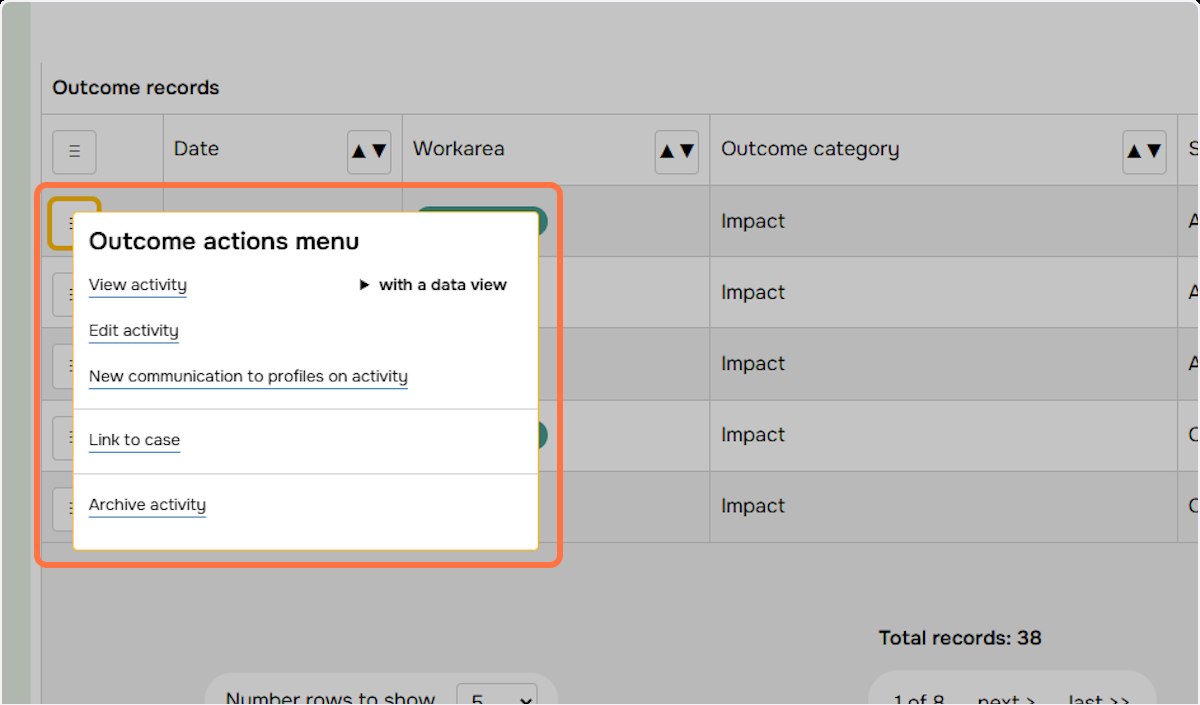 Outcome records
Date ▲▼ Workarea ▲▼ Outcome category ▲▼ S
Impact A
Outcome actions menu
View activity ▶ with a data view
Impact A
Edit activity
Impact A
New communication to profiles on activity
Impact C
Link to case
Archive activity
Impact C
Total records: 38
Number rows to show 5
1 of 8 next > last >>